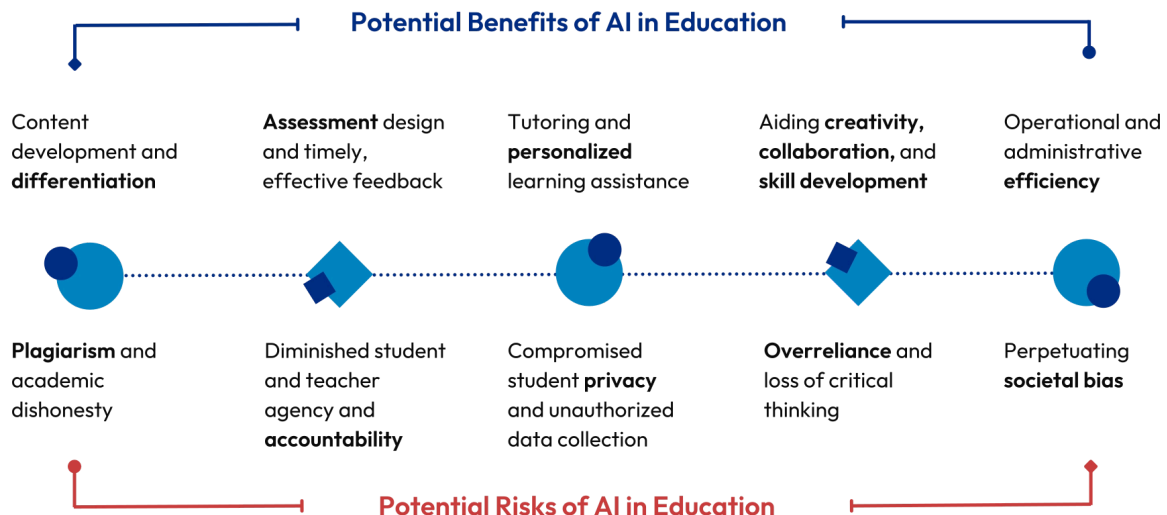 Potential Benefits of AI in Education
Content
development and
differentiation
Assessment design
and timely,
effective feedback
Tutoring and
personalized
learning assistance
Aiding creativity,
collaboration, and
skill development
Operational and
administrative
efficiency
Plagiarism and
academic
dishonesty
Diminished student
and teacher
agency and
accountability
Compromised
student privacy
and unauthorized
data collection
Overreliance and
loss of critical
thinking
Perpetuating
societal bias
Potential Risks of AI in Education